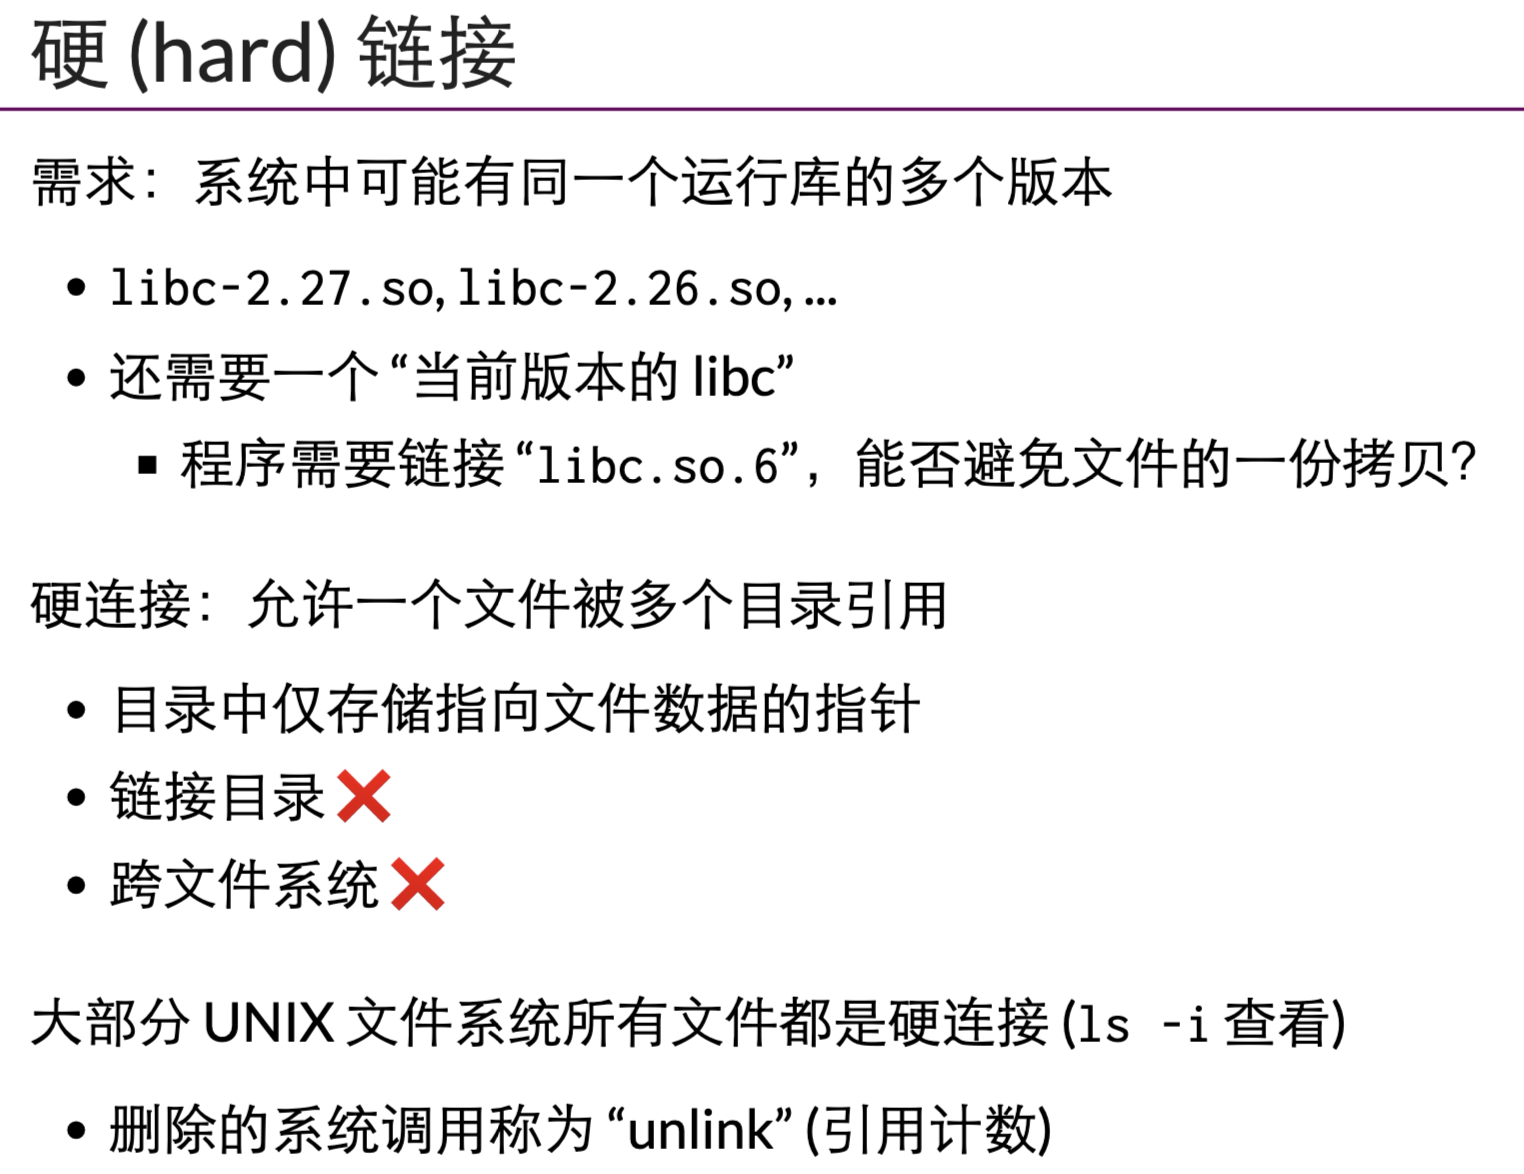 硬 (hard) 链接
需求：系统中可能有同一个运行库的多个版本
• libc-2.27.so, libc-2.26.so, ...
• 还需要一个 “当前版本的 libc”
▪ 程序需要链接 “libc.so.6”，能否避免文件的一份拷贝?
硬连接：允许一个文件被多个目录引用
• 目录中仅存储指向文件数据的指针
• 链接目录 ❌
• 跨文件系统 ❌
大部分 UNIX 文件系统所有文件都是硬连接 (ls -i 查看)
• 删除的系统调用称为 “unlink” (引用计数)